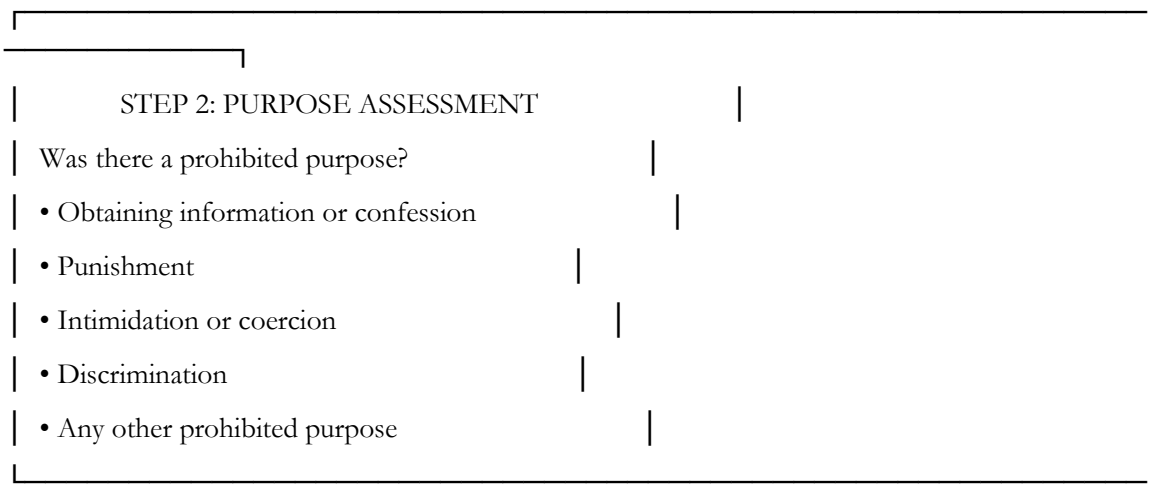 STEP 2: PURPOSE ASSESSMENT
Was there a prohibited purpose?
• Obtaining information or confession
• Punishment
• Intimidation or coercion
• Discrimination
• Any other prohibited purpose